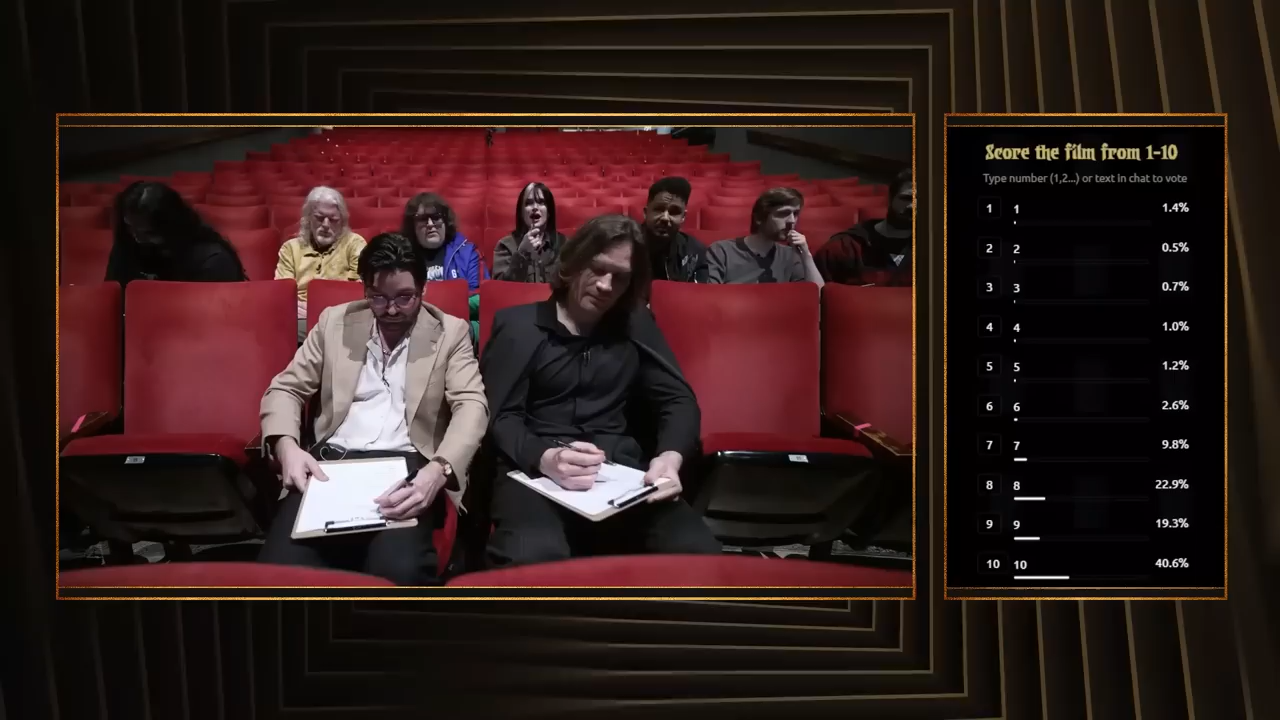 Score the film from 1-10
Type number (1,2...) or text in chat to vote
1 1 1.4%
2 2 0.5%
3 3 0.7%
4 4 1.0%
5 5 1.2%
6 6 2.6%
7 7 9.8%
8 8 22.9%
9 9 19.3%
10 10 40.6%